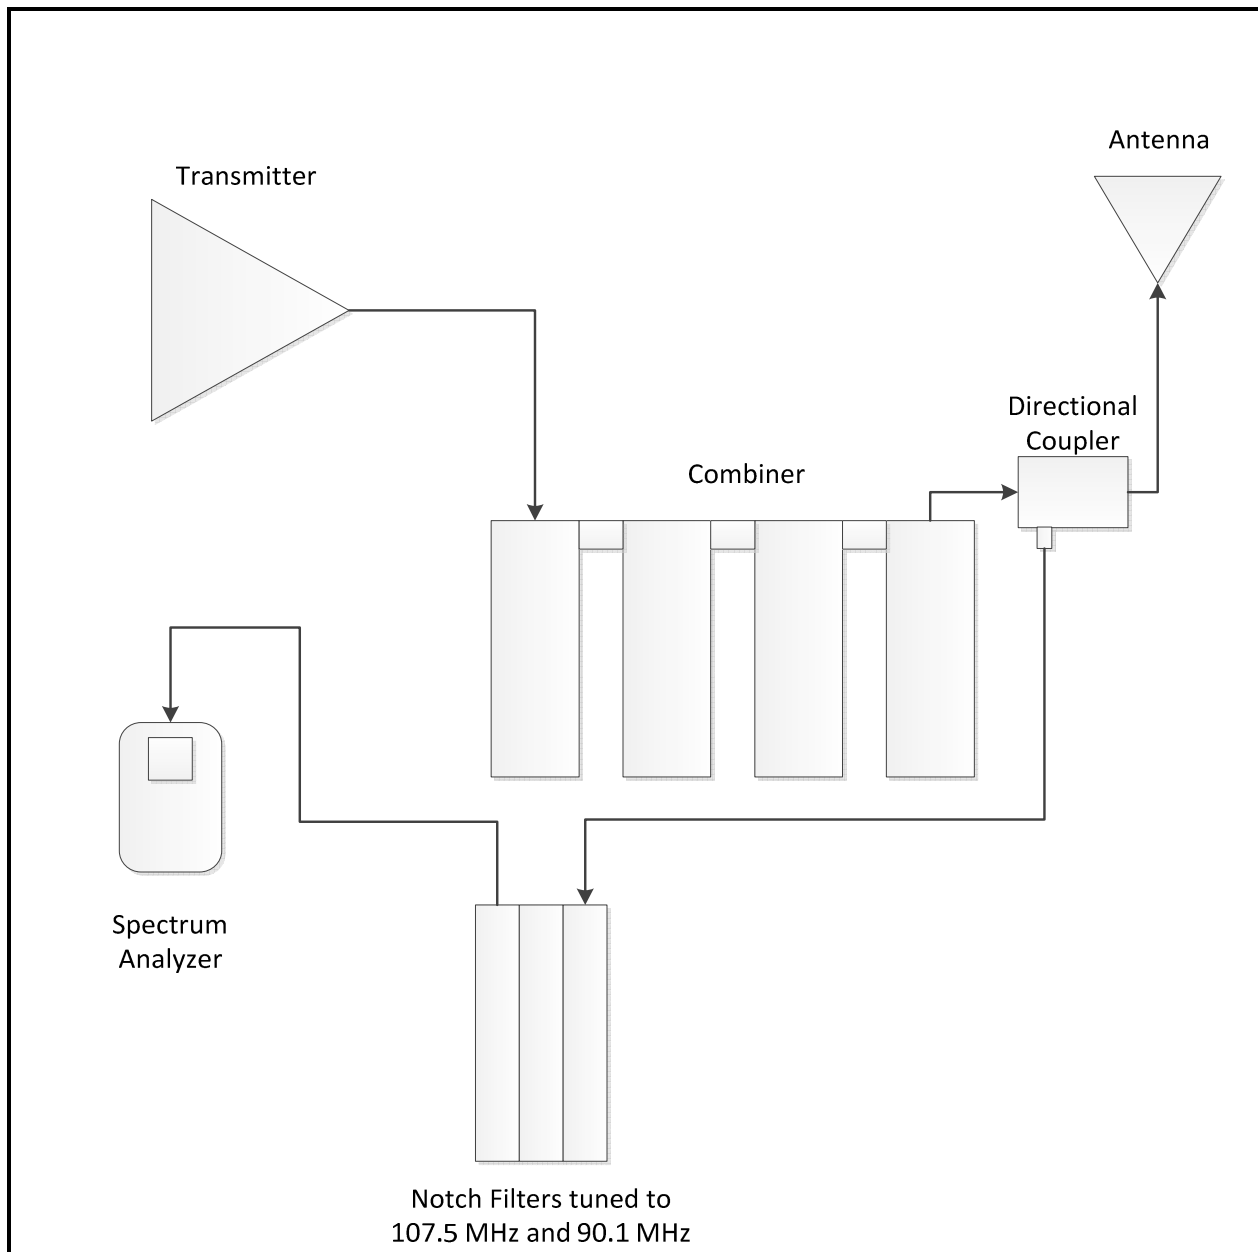 Antenna
Transmitter
Directional
Coupler
Combiner
Spectrum
Analyzer
Notch Filters tuned to
107.5 MHz and 90.1 MHz